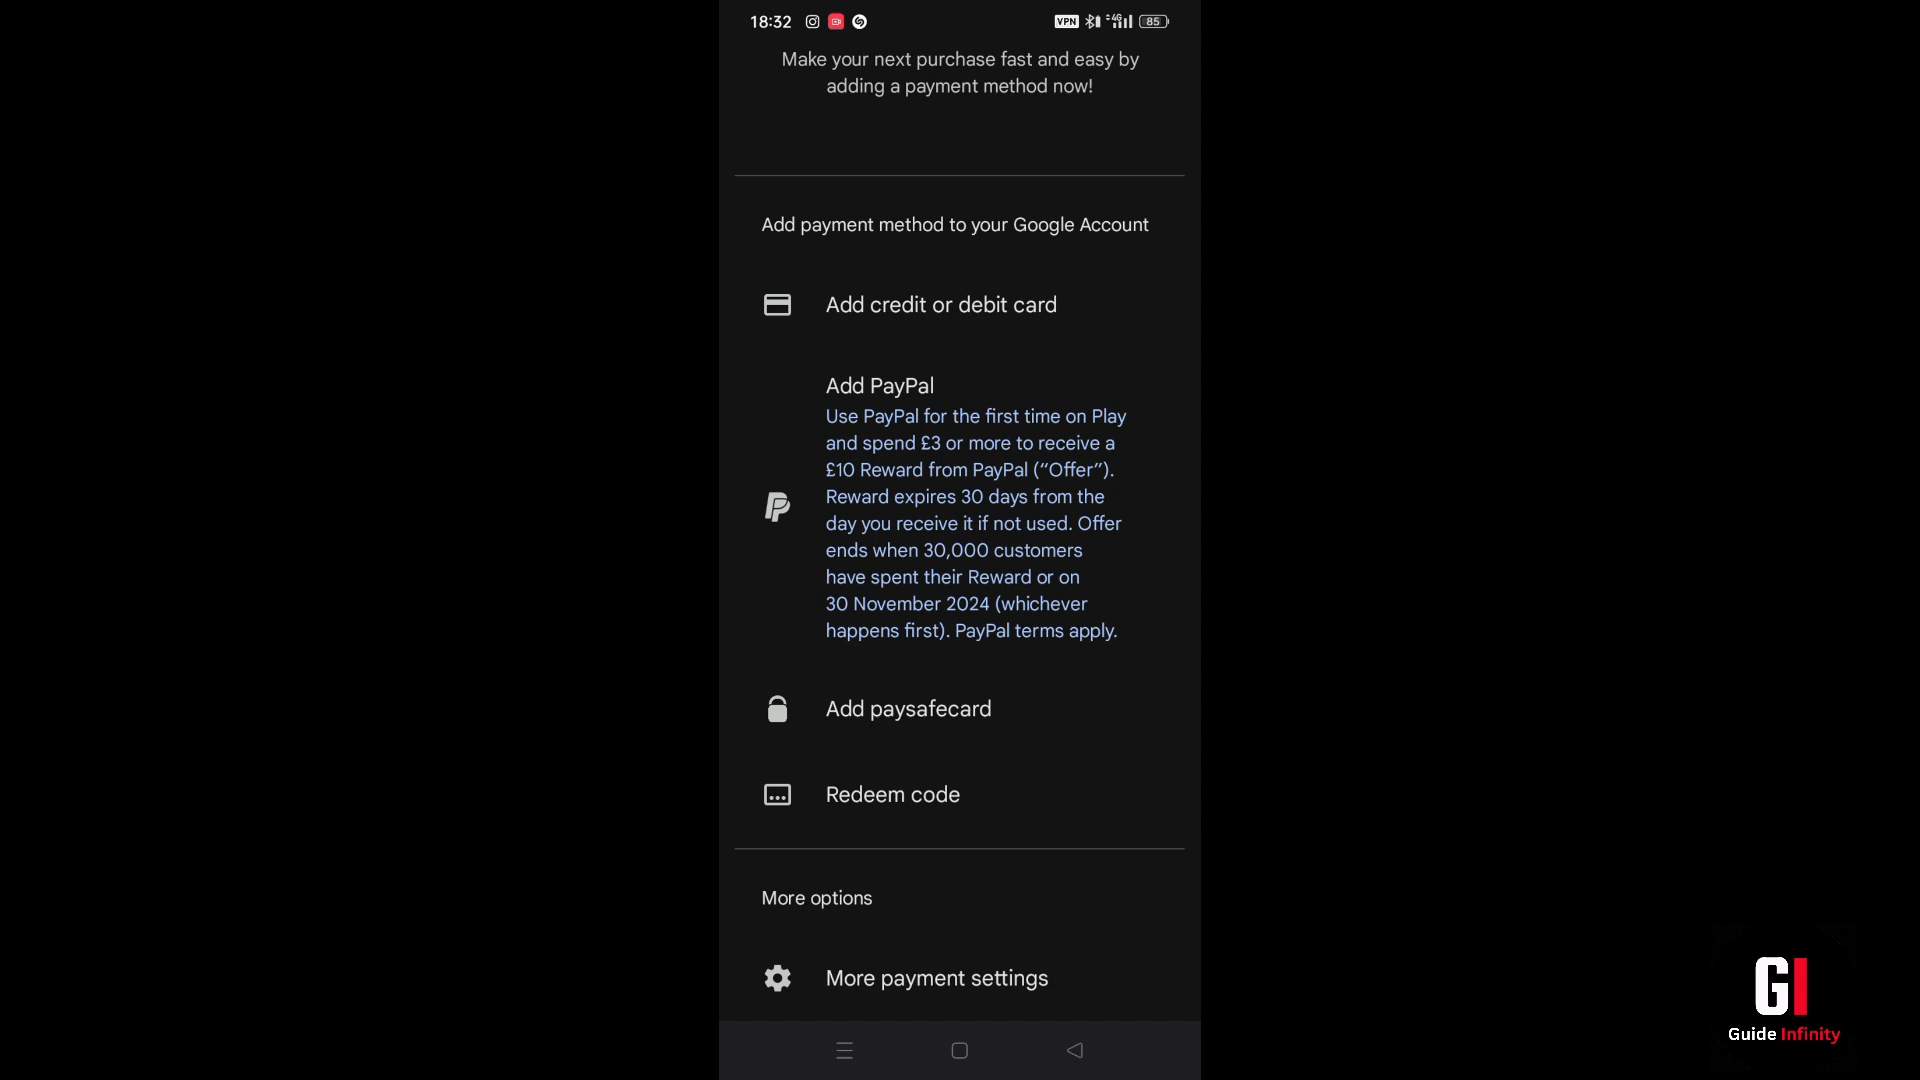 18:32 VPN 4G 85
Make your next purchase fast and easy by
adding a payment method now!
Add payment method to your Google Account
Add credit or debit card
Add PayPal
Use PayPal for the first time on Play
and spend £3 or more to receive a
£10 Reward from PayPal (“Offer”).
Reward expires 30 days from the
day you receive it if not used. Offer
ends when 30,000 customers
have spent their Reward or on
30 November 2024 (whichever
happens first). PayPal terms apply.
Add paysafecard
Redeem code
More options
More payment settings
GI
Guide Infinity